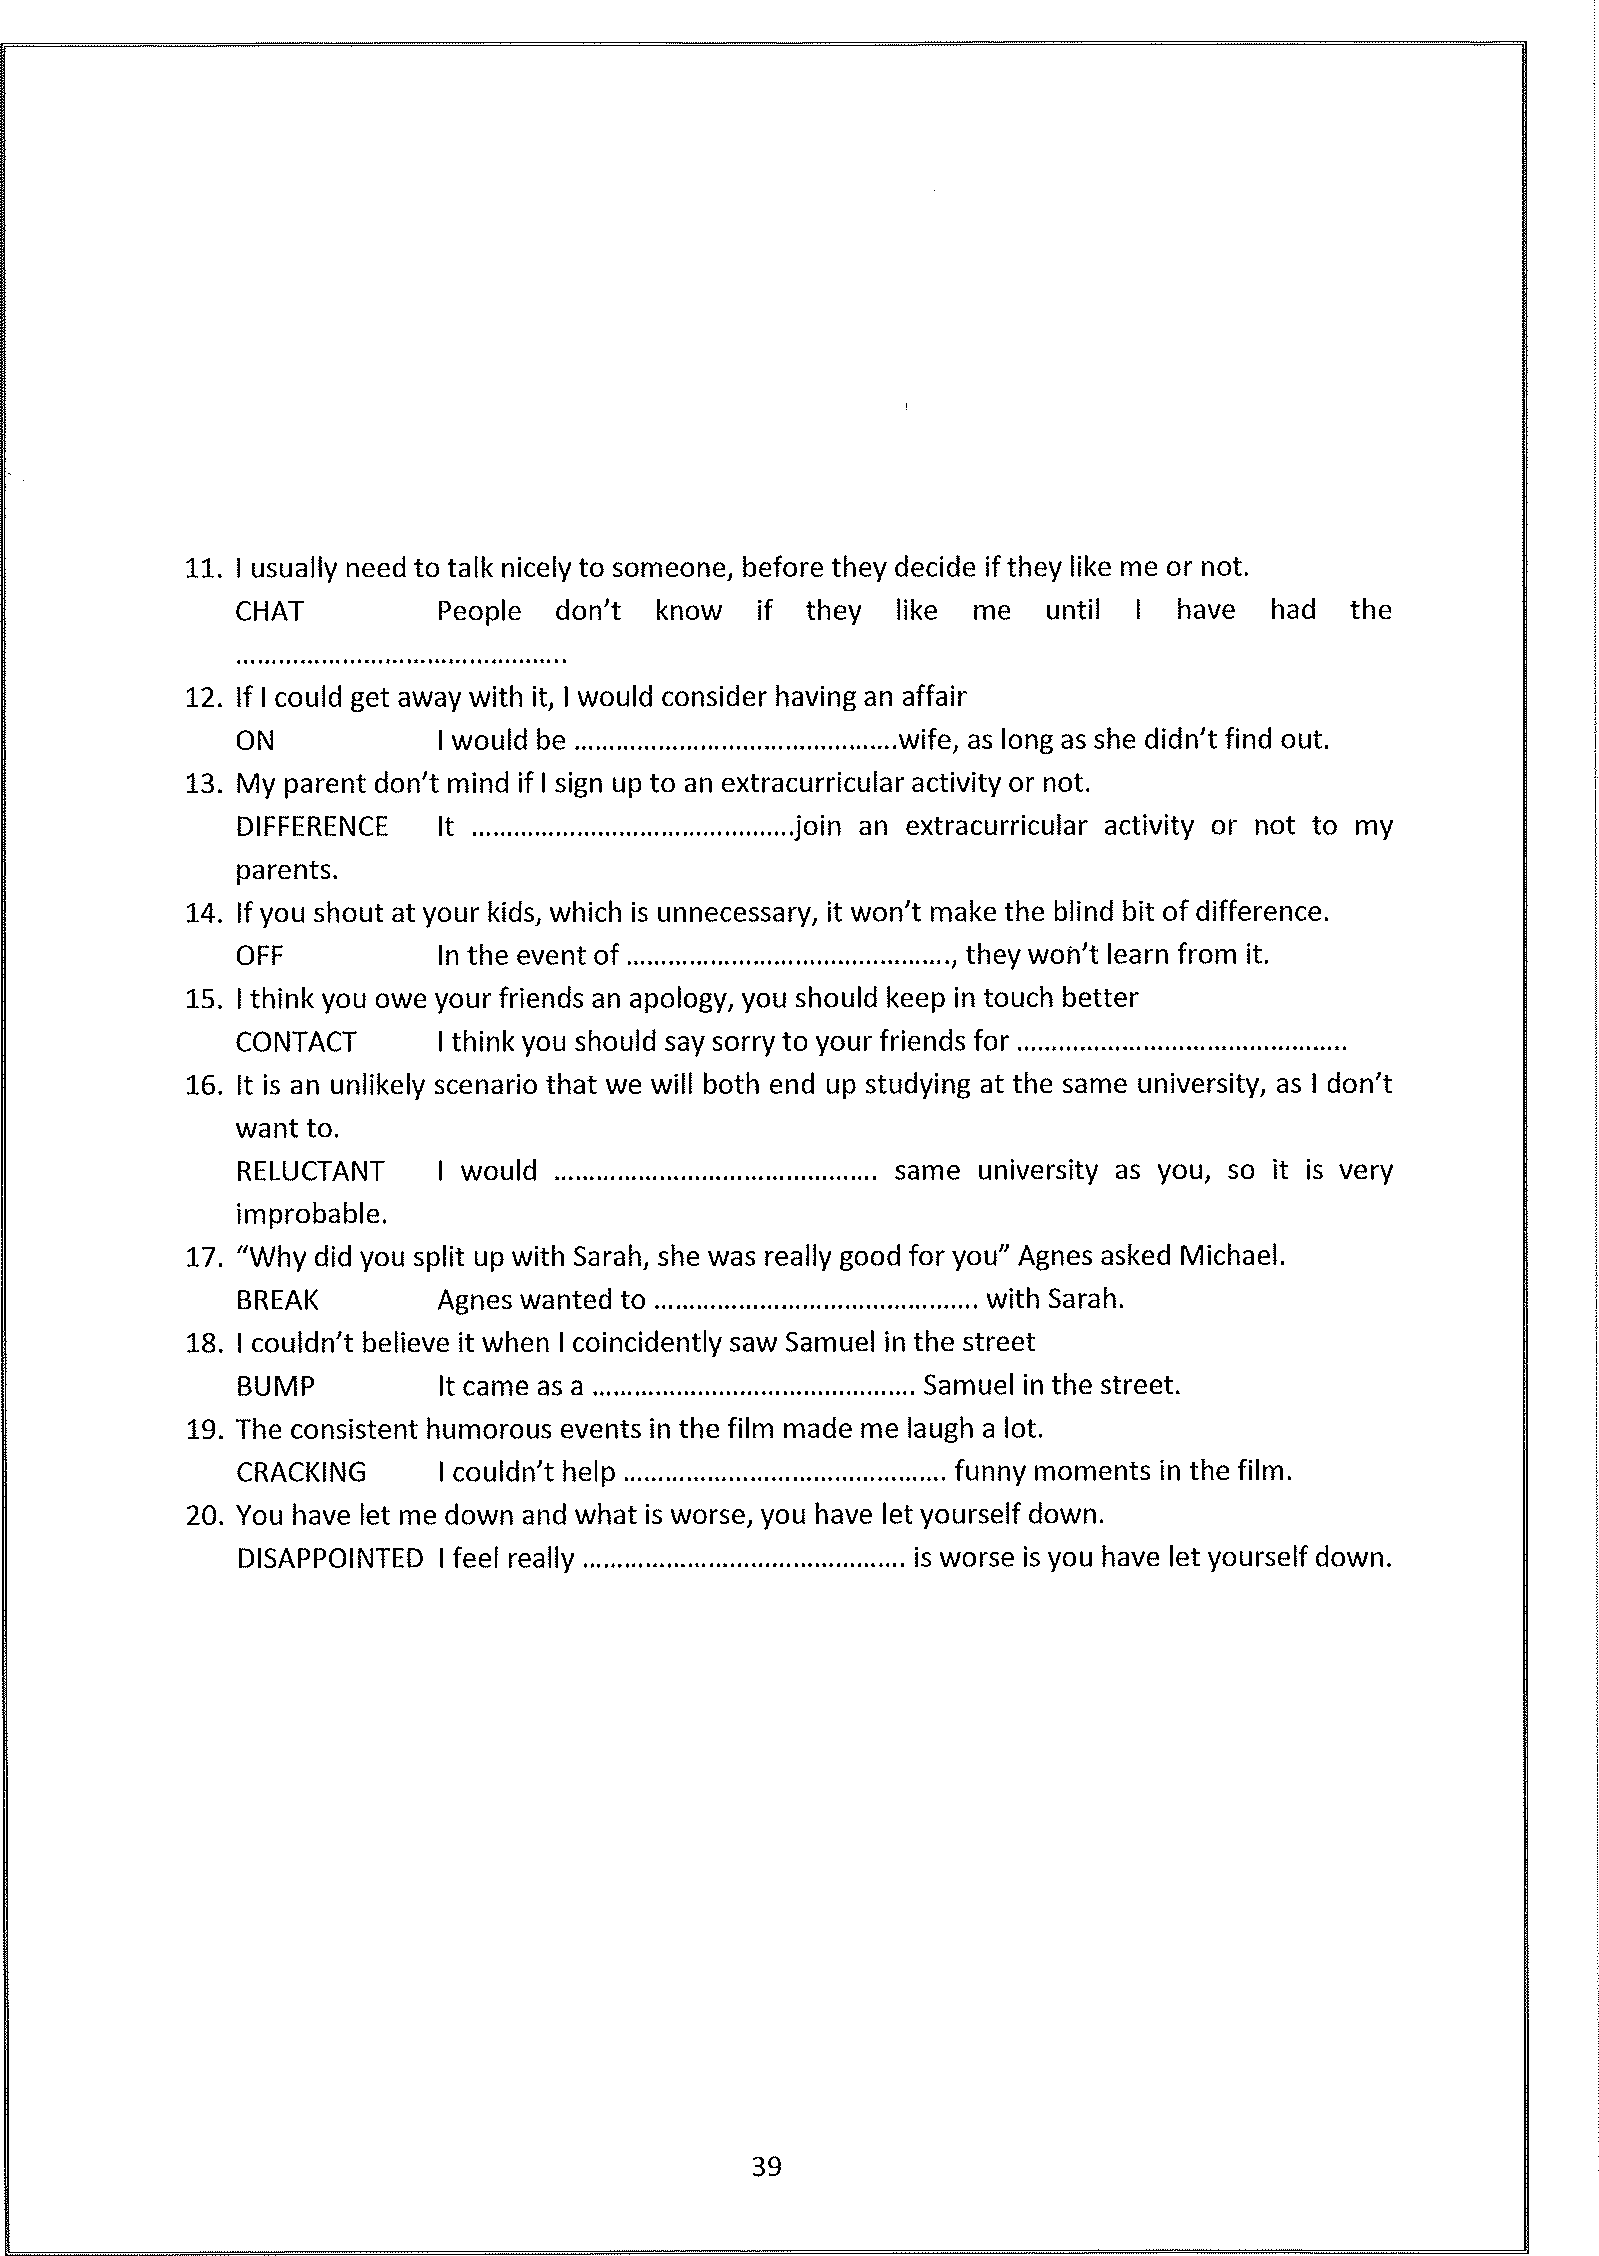 11. I usually need to talk nicely to someone, before they decide if they like me or not.
CHAT People don't know if they like me until I have had the
..............................................
12. If I could get away with it, I would consider having an affair
ON I would be ..............................................wife, as long as she didn't find out.
13. My parent don't mind if I sign up to an extracurricular activity or not.
DIFFERENCE It ..............................................join an extracurricular activity or not to my
parents.
14. If you shout at your kids, which is unnecessary, it won't make the blind bit of difference.
OFF In the event of .............................................., they won't learn from it.
15. I think you owe your friends an apology, you should keep in touch better
CONTACT I think you should say sorry to your friends for ..............................................
16. It is an unlikely scenario that we will both end up studying at the same university, as I don't
want to.
RELUCTANT I would .............................................. same university as you, so it is very
improbable.
17. "Why did you split up with Sarah, she was really good for you" Agnes asked Michael.
BREAK Agnes wanted to .............................................. with Sarah.
18. I couldn't believe it when I coincidently saw Samuel in the street
BUMP It came as a .............................................. Samuel in the street.
19. The consistent humorous events in the film made me laugh a lot.
CRACKING I couldn't help .............................................. funny moments in the film.
20. You have let me down and what is worse, you have let yourself down.
DISAPPOINTED I feel really .............................................. is worse is you have let yourself down.
39